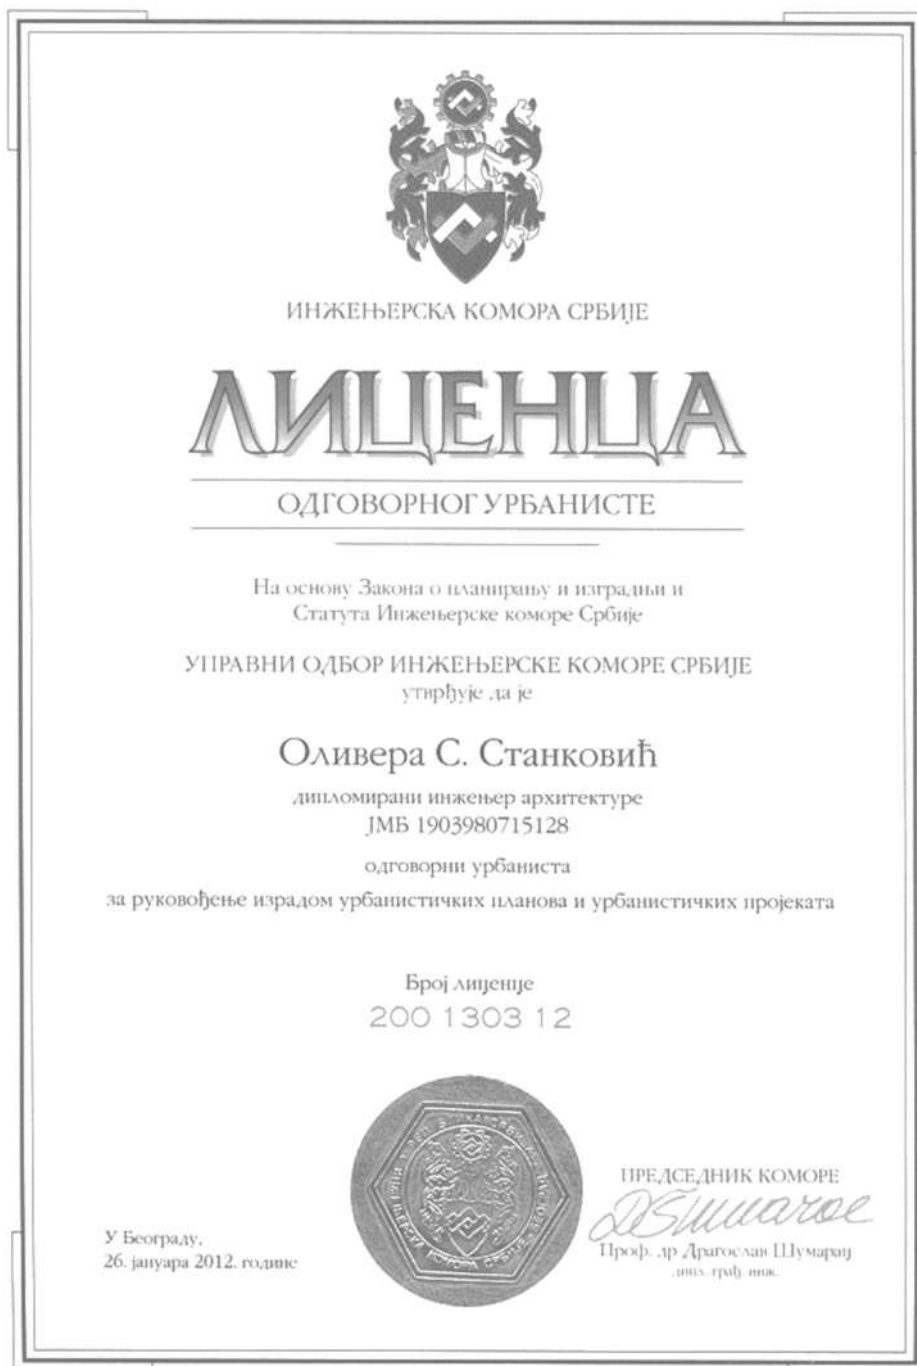 ИНЖЕЊЕРСКА КОМОРА СРБИЈЕ
ЛИЦЕНЦА
ОДГОВОРНОГ УРБАНИСТЕ
На основу Закона о планирању и изградњи и
Статута Инжењерске коморе Србије
УПРАВНИ ОДБОР ИНЖЕЊЕРСКЕ КОМОРЕ СРБИЈЕ
утврђује да је
Оливера С. Станковић
дипломирани инжењер архитектуре
ЈМБ 1903980715128
одговорни урбаниста
за руковођење израдом урбанистичких планова и урбанистичких пројеката
Број лиценце
200 1303 12
ПРЕДСЕДНИК КОМОРЕ
Проф. др Драгослав Шумарац
дипл. грађ. инж.
У Београду,
26. јануара 2012. године